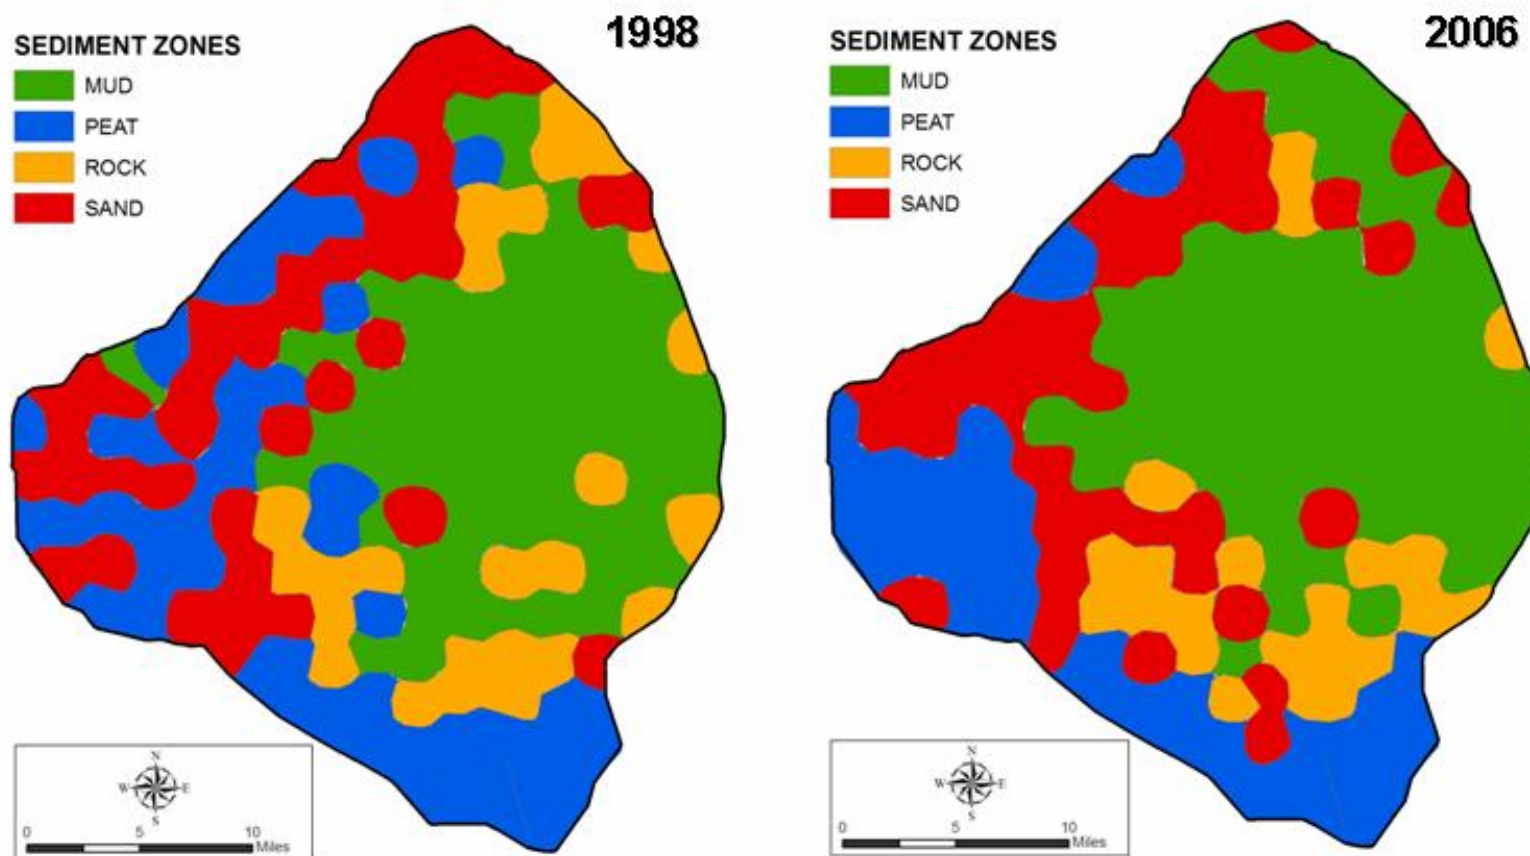 1998
SEDIMENT ZONES
MUD
PEAT
ROCK
SAND
N
W E
S
0 5 10
Miles
2006
SEDIMENT ZONES
MUD
PEAT
ROCK
SAND
N
W E
S
0 5 10
Miles